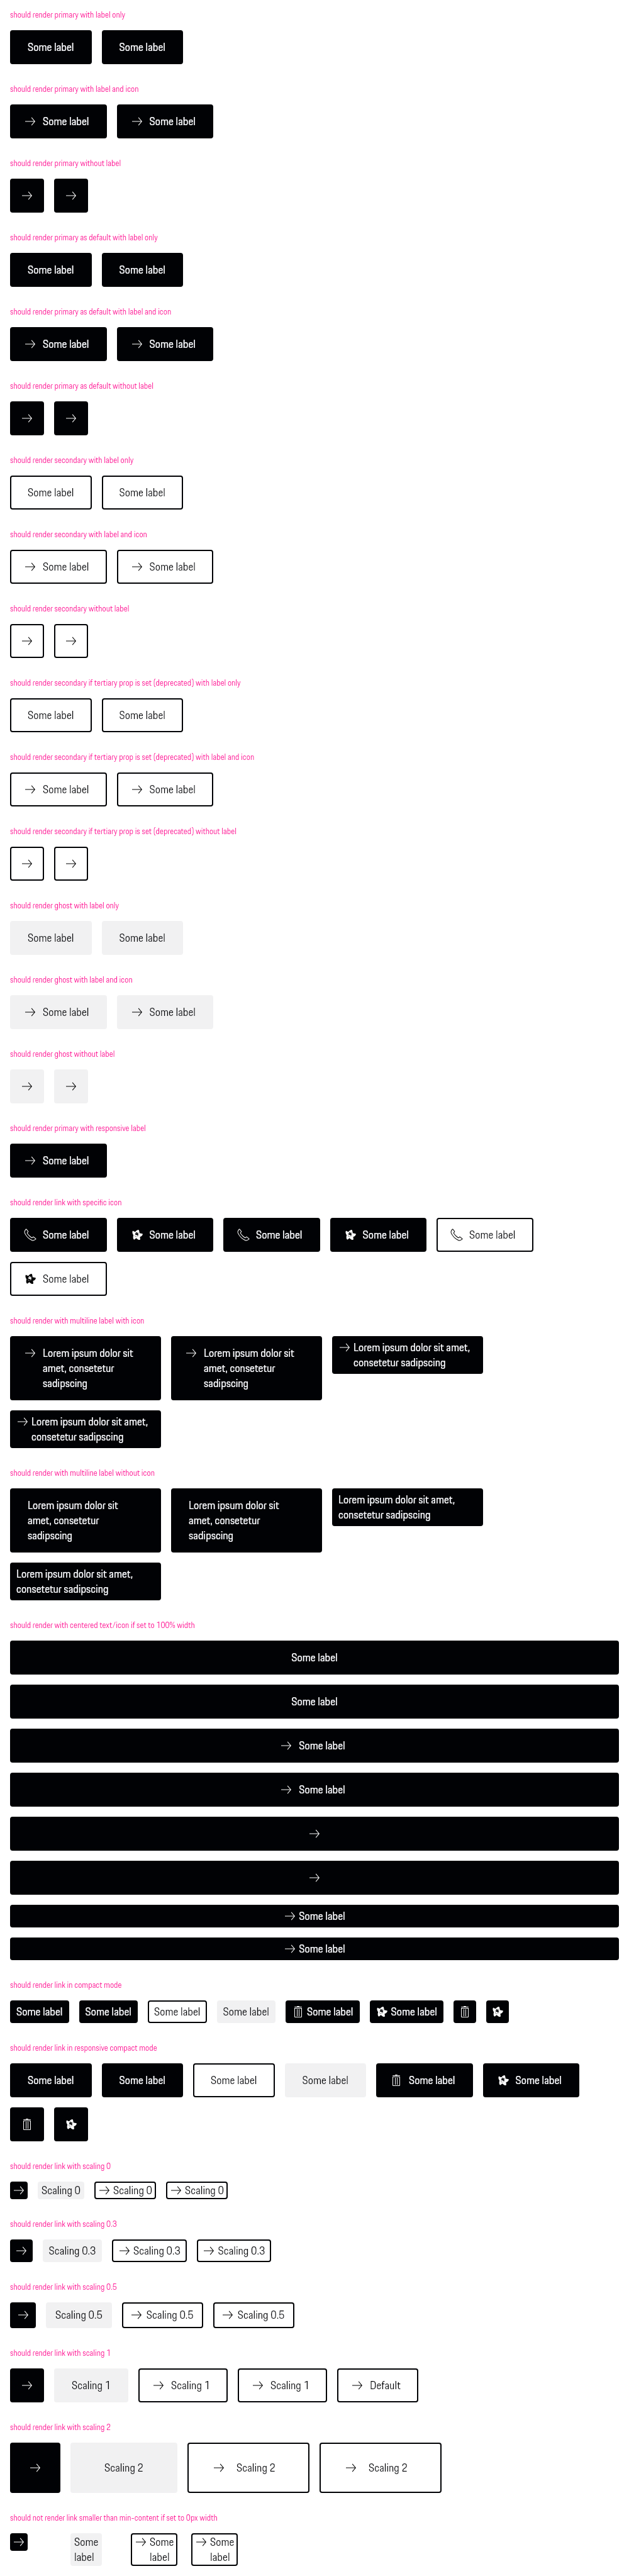 should render primary with label only
Some label Some label
should render primary with label and icon
Some label Some label
should render primary without label
should render primary as default with label only
Some label Some label
should render primary as default with label and icon
Some label Some label
should render primary as default without label
should render secondary with label only
Some label Some label
should render secondary with label and icon
Some label Some label
should render secondary without label
should render secondary if tertiary prop is set (deprecated) with label only
Some label Some label
should render secondary if tertiary prop is set (deprecated) with label and icon
Some label Some label
should render secondary if tertiary prop is set (deprecated) without label
should render ghost with label only
Some label Some label
should render ghost with label and icon
Some label Some label
should render ghost without label
should render primary with responsive label
Some label
should render link with specific icon
Some label Some label Some label Some label Some label
Some label
should render with multiline label with icon
Lorem ipsum dolor sit
amet, consetetur
sadipscing
Lorem ipsum dolor sit
amet, consetetur
sadipscing
Lorem ipsum dolor sit amet,
consetetur sadipscing
Lorem ipsum dolor sit amet,
consetetur sadipscing
should render with multiline label without icon
Lorem ipsum dolor sit
amet, consetetur
sadipscing
Lorem ipsum dolor sit
amet, consetetur
sadipscing
Lorem ipsum dolor sit amet,
consetetur sadipscing
Lorem ipsum dolor sit amet,
consetetur sadipscing
should render with centered text/icon if set to 100% width
Some label
Some label
Some label
Some label
Some label
Some label
should render link in compact mode
Some label Some label Some label Some label Some label Some label
should render link in responsive compact mode
Some label Some label Some label Some label Some label Some label
should render link with scaling 0
Scaling 0 Scaling 0 Scaling 0
should render link with scaling 0.3
Scaling 0.3 Scaling 0.3 Scaling 0.3
should render link with scaling 0.5
Scaling 0.5 Scaling 0.5 Scaling 0.5
should render link with scaling 1
Scaling 1 Scaling 1 Scaling 1 Default
should render link with scaling 2
Scaling 2 Scaling 2 Scaling 2
should not render link smaller than min-content if set to 0px width
Some
label
Some
label
Some
label